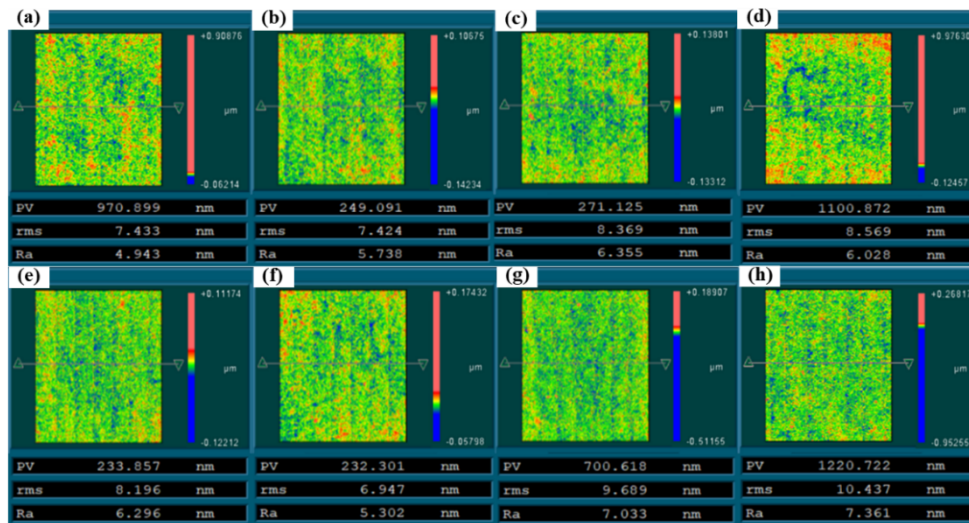 (a) (b) (c) (d)
+0.90876 +0.10675 +0.13801 +0.97630
µm µm µm µm
-0.06214 -0.14234 -0.13312 -0.12457
PV 970.899 nm PV 249.091 nm PV 271.125 nm PV 1100.872 nm
rms 7.433 nm rms 7.424 nm rms 8.369 nm rms 8.569 nm
Ra 4.943 nm Ra 5.738 nm Ra 6.355 nm Ra 6.028 nm
(e) (f) (g) (h)
+0.11174 +0.17432 +0.18907 +0.26817
µm µm µm µm
-0.12212 -0.05798 -0.51155 -0.95255
PV 233.857 nm PV 232.301 nm PV 700.618 nm PV 1220.722 nm
rms 8.196 nm rms 6.947 nm rms 9.689 nm rms 10.437 nm
Ra 6.296 nm Ra 5.302 nm Ra 7.033 nm Ra 7.361 nm